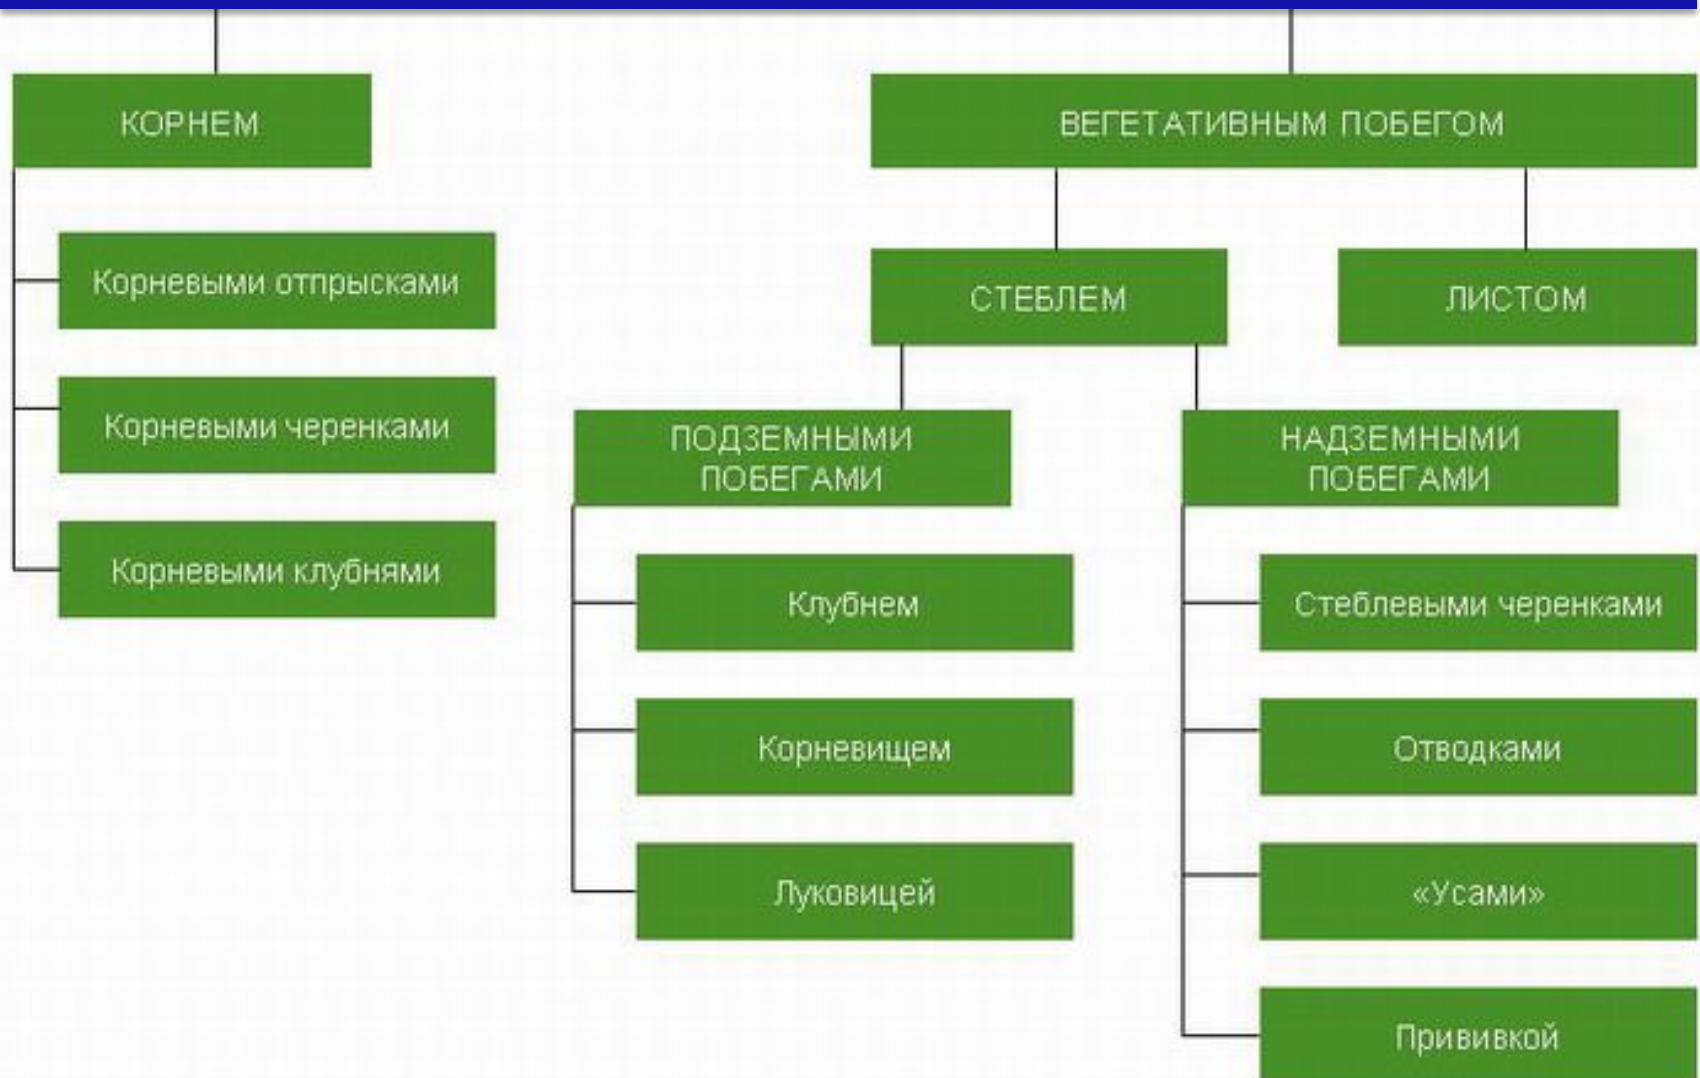 КОРНЕМ
Корневыми отпрысками
Корневыми черенками
Корневыми клубнями
ВЕГЕТАТИВНЫМ ПОБЕГОМ
СТЕБЛЕМ
ЛИСТОМ
ПОДЗЕМНЫМИ
ПОБЕГАМИ
Клубнем
Корневищем
Луковицей
НАДЗЕМНЫМИ
ПОБЕГАМИ
Стеблевыми черенками
Отводками
«Усами»
Прививкой